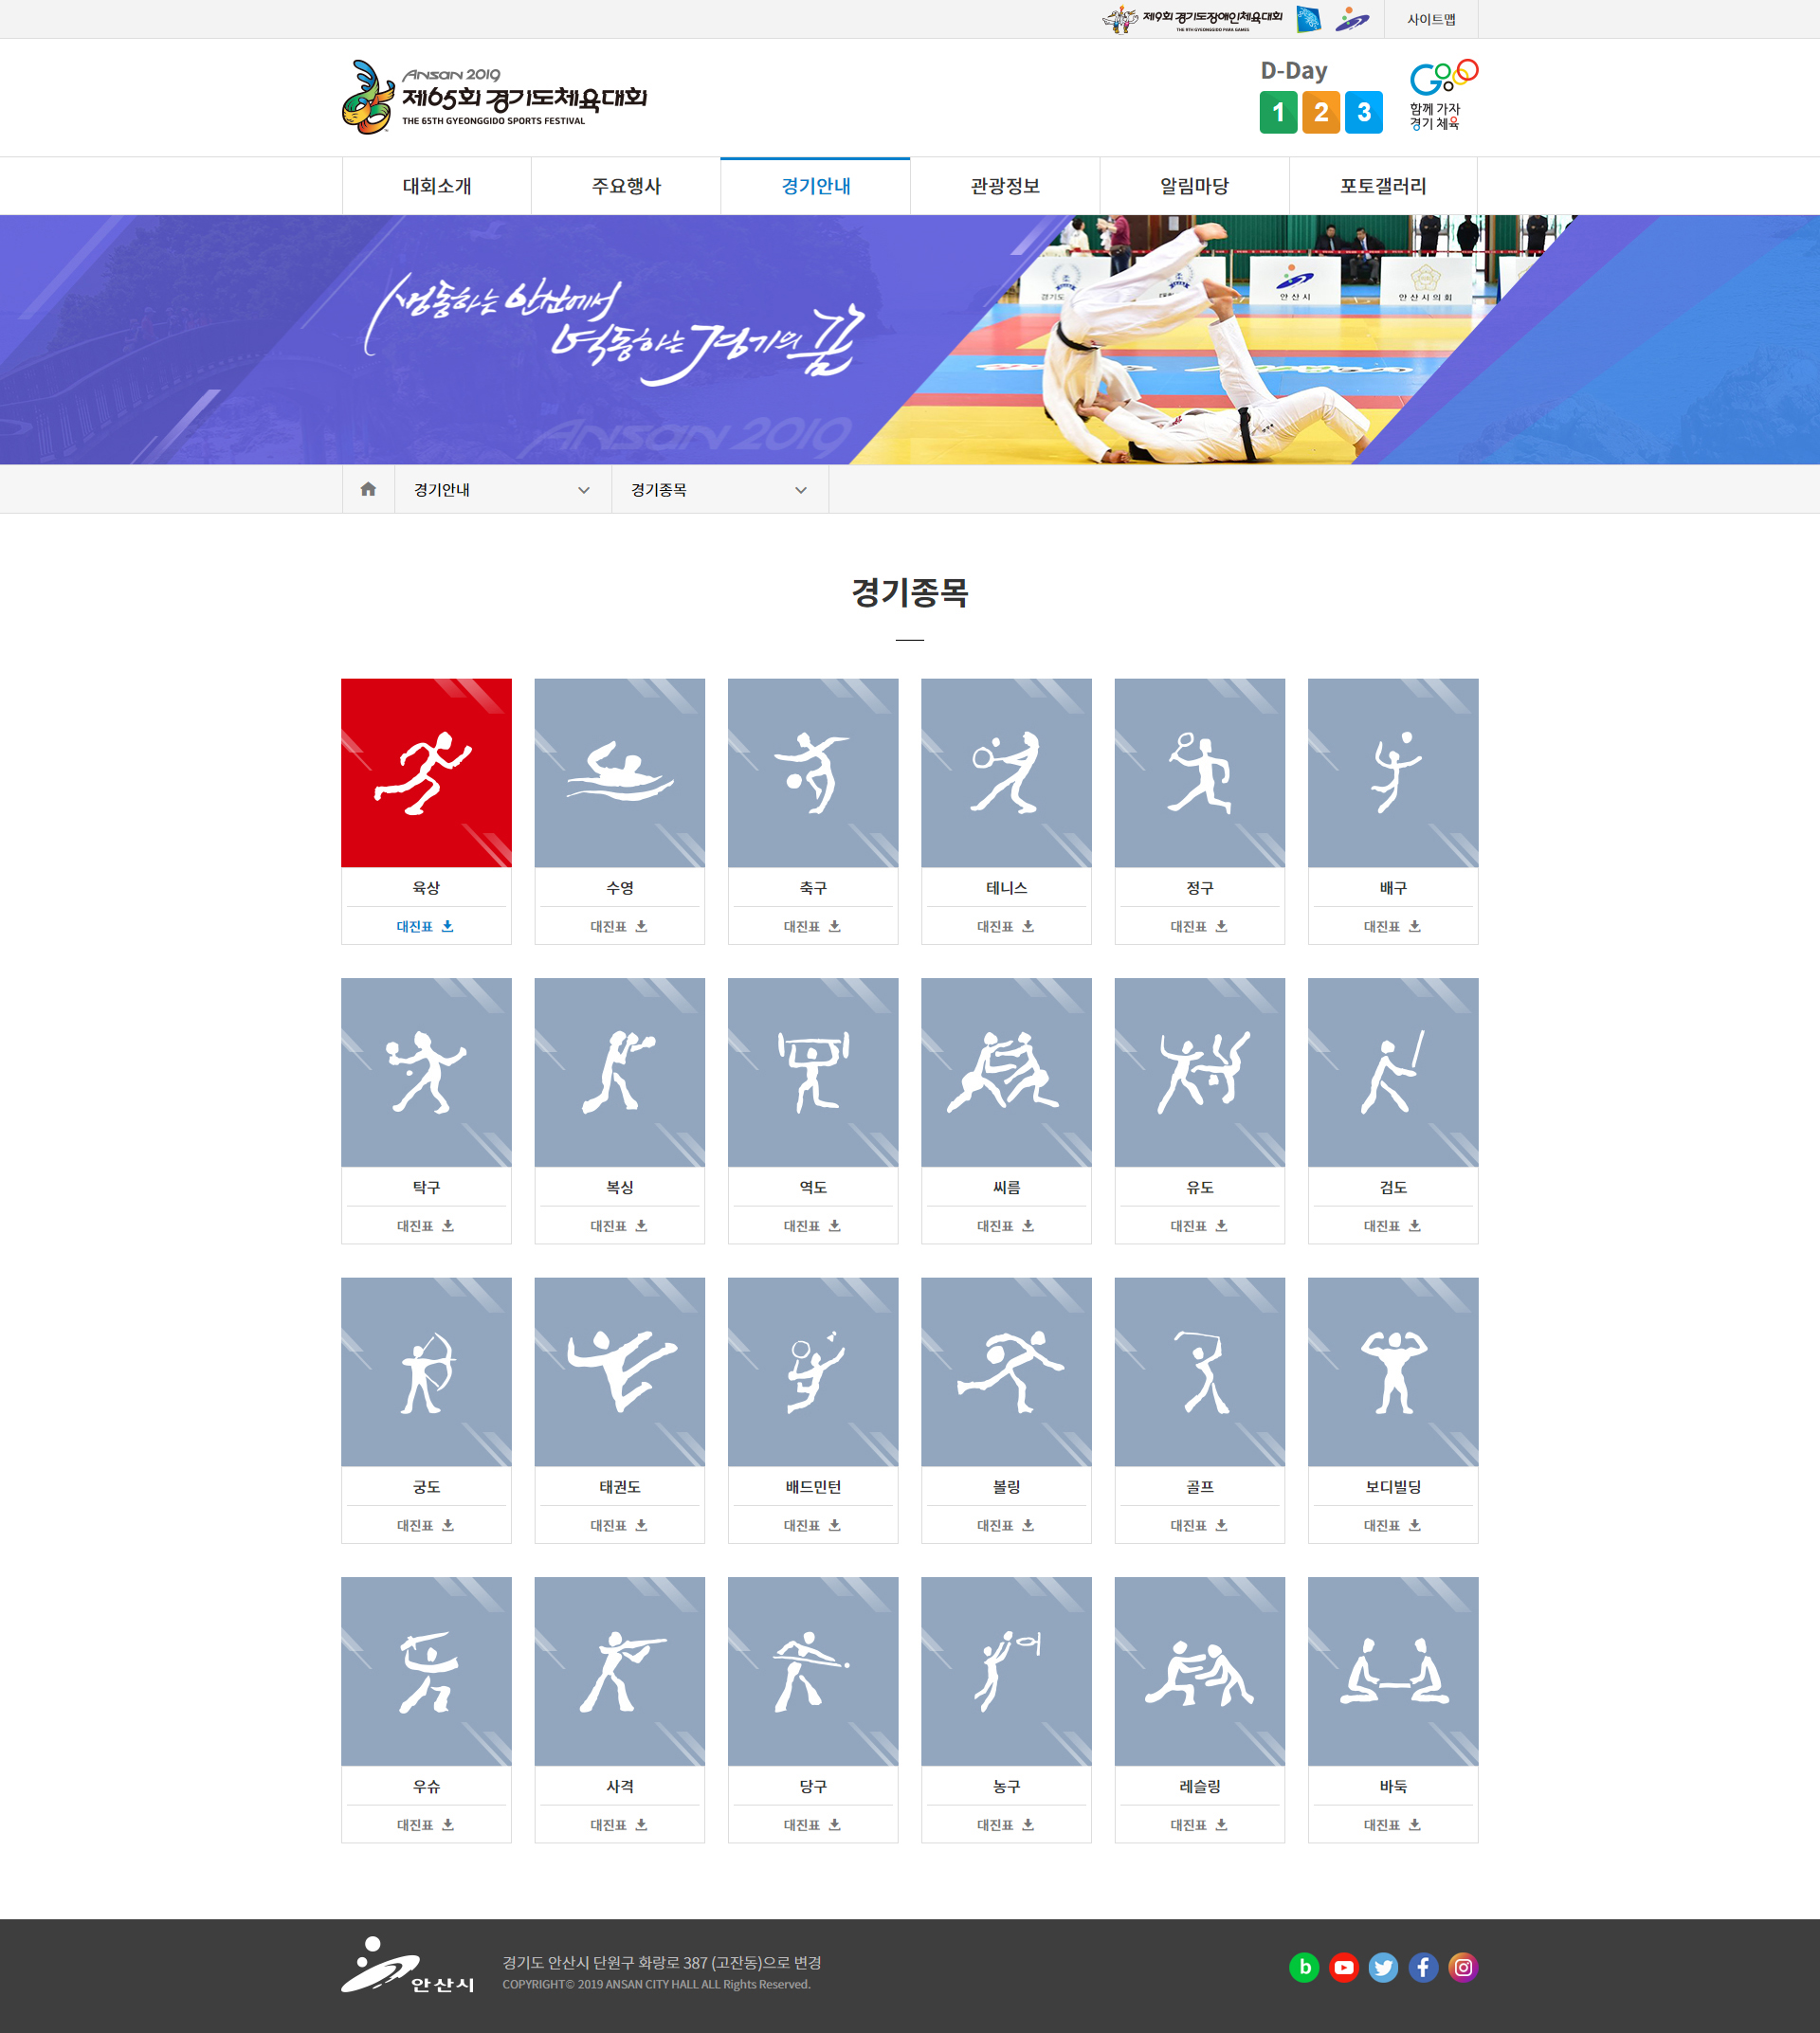 제9회 경기도장애인체육대회
THE 9TH GYEONGGIDO PARA GAMES
사이트맵
Ansan 2019
제65회 경기도체육대회
THE 65TH GYEONGGIDO SPORTS FESTIVAL
D-Day
1 2 3
함께 가자
경기 체육
대회소개 주요행사 경기안내 관광정보 알림마당 포토갤러리
생동하는 안산에서
역동하는 경기의 꿈
Ansan 2019
안산시
안산시의회
경기안내 경기종목
경기종목
육상 수영 축구 테니스 정구 배구
대진표 대진표 대진표 대진표 대진표 대진표
탁구 복싱 역도 씨름 유도 검도
대진표 대진표 대진표 대진표 대진표 대진표
궁도 태권도 배드민턴 볼링 골프 보디빌딩
대진표 대진표 대진표 대진표 대진표 대진표
우슈 사격 당구 농구 레슬링 바둑
대진표 대진표 대진표 대진표 대진표 대진표
안산시
경기도 안산시 단원구 화랑로 387 (고잔동)으로 변경
COPYRIGHT© 2019 ANSAN CITY HALL ALL Rights Reserved.